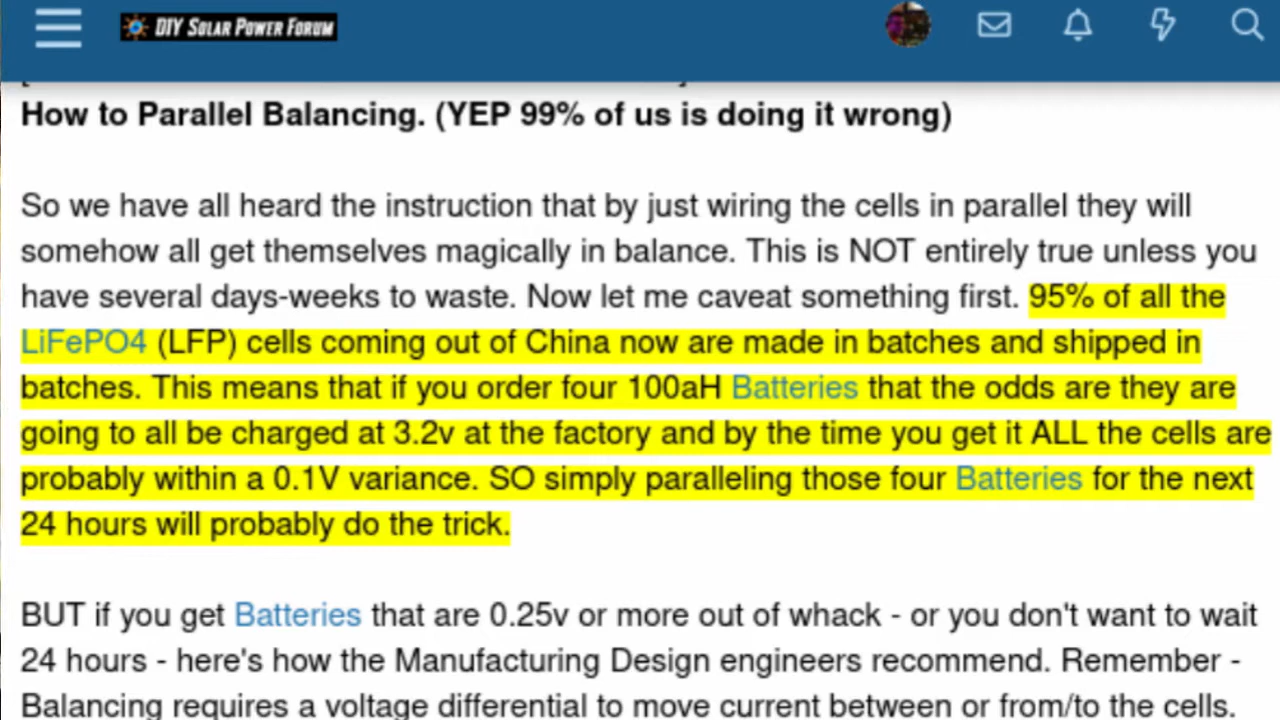 DIY SOLAR POWER FORUM
How to Parallel Balancing. (YEP 99% of us is doing it wrong)
So we have all heard the instruction that by just wiring the cells in parallel they will
somehow all get themselves magically in balance. This is NOT entirely true unless you
have several days-weeks to waste. Now let me caveat something first. 95% of all the
LiFePO4 (LFP) cells coming out of China now are made in batches and shipped in
batches. This means that if you order four 100aH Batteries that the odds are they are
going to all be charged at 3.2v at the factory and by the time you get it ALL the cells are
probably within a 0.1V variance. SO simply paralleling those four Batteries for the next
24 hours will probably do the trick.
BUT if you get Batteries that are 0.25v or more out of whack - or you don't want to wait
24 hours - here's how the Manufacturing Design engineers recommend. Remember -
Balancing requires a voltage differential to move current between or from/to the cells.